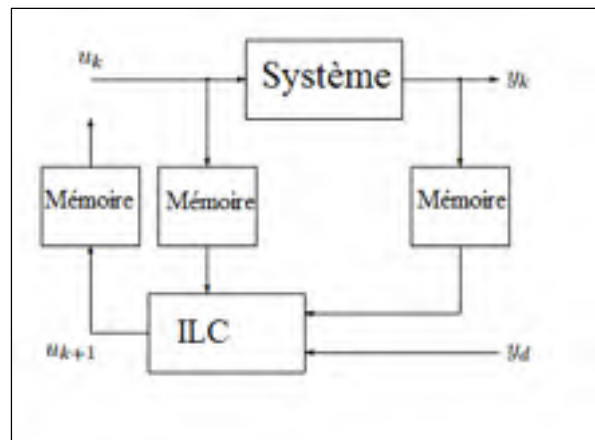 u_k
Système
y_k
Mémoire
Mémoire
Mémoire
ILC
u_{k+1}
y_d